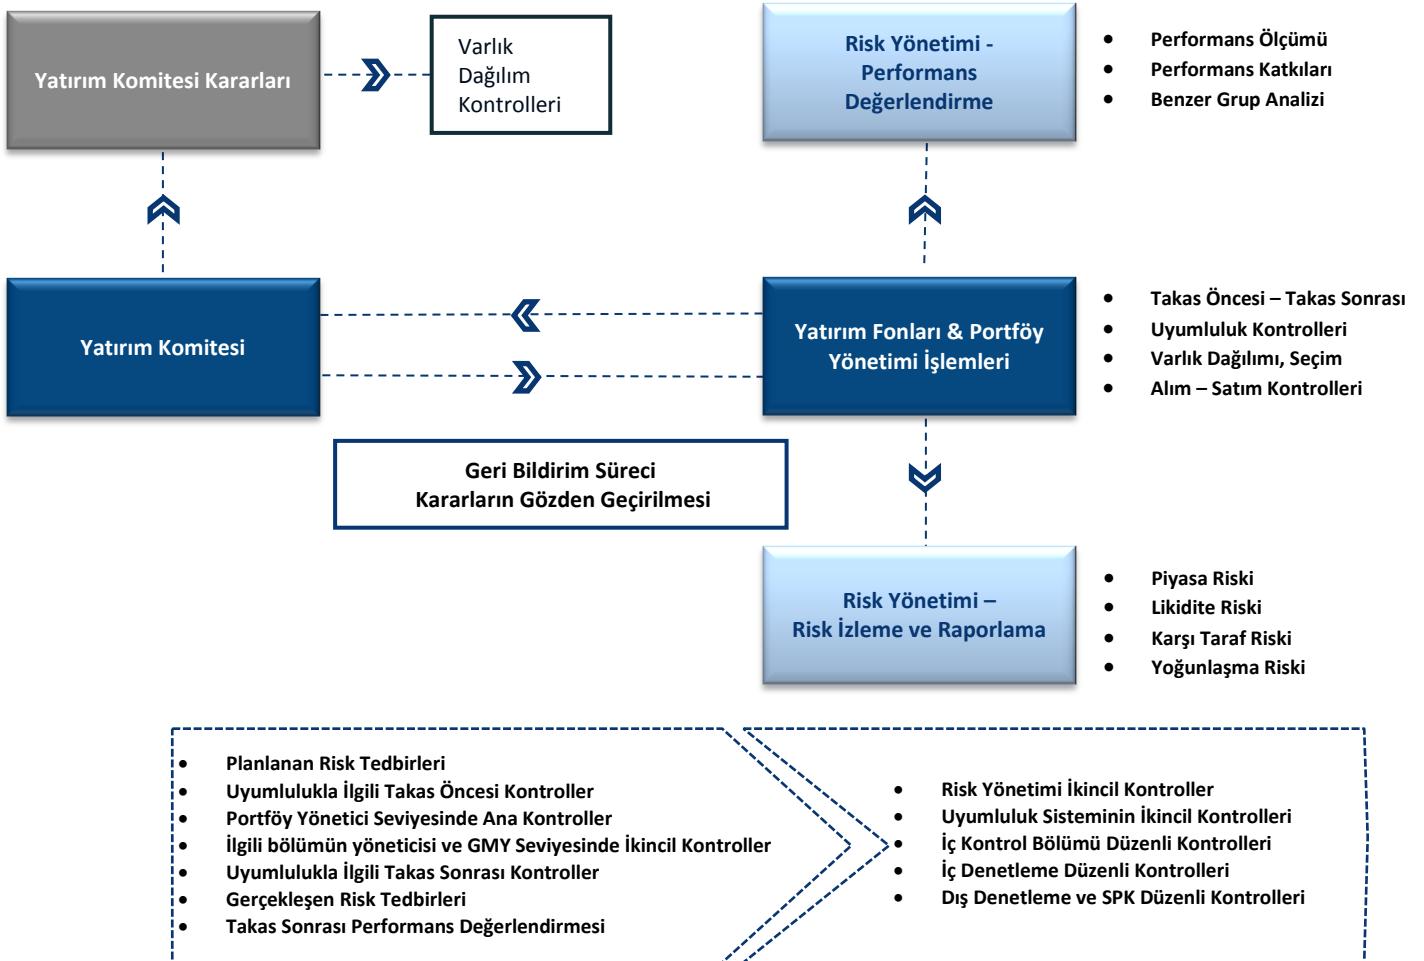 Yatırım Komitesi Kararları
Varlık
Dağılım
Kontrolleri
Risk Yönetimi -
Performans
Değerlendirme
• Performans Ölçümü
• Performans Katkıları
• Benzer Grup Analizi
Yatırım Komitesi
Yatırım Fonları & Portföy
Yönetimi İşlemleri
• Takas Öncesi – Takas Sonrası
• Uyumluluk Kontrolleri
• Varlık Dağılımı, Seçim
• Alım – Satım Kontrolleri
Geri Bildirim Süreci
Kararların Gözden Geçirilmesi
Risk Yönetimi –
Risk İzleme ve Raporlama
• Piyasa Riski
• Likidite Riski
• Karşı Taraf Riski
• Yoğunlaşma Riski
• Planlanan Risk Tedbirleri
• Uyumlulukla İlgili Takas Öncesi Kontroller
• Portföy Yönetici Seviyesinde Ana Kontroller
• İlgili bölümün yöneticisi ve GMY Seviyesinde İkincil Kontroller
• Uyumlulukla İlgili Takas Sonrası Kontroller
• Gerçekleşen Risk Tedbirleri
• Takas Sonrası Performans Değerlendirmesi
• Risk Yönetimi İkincil Kontroller
• Uyumluluk Sisteminin İkincil Kontrolleri
• İç Kontrol Bölümü Düzenli Kontrolleri
• İç Denetleme Düzenli Kontrolleri
• Dış Denetleme ve SPK Düzenli Kontrolleri